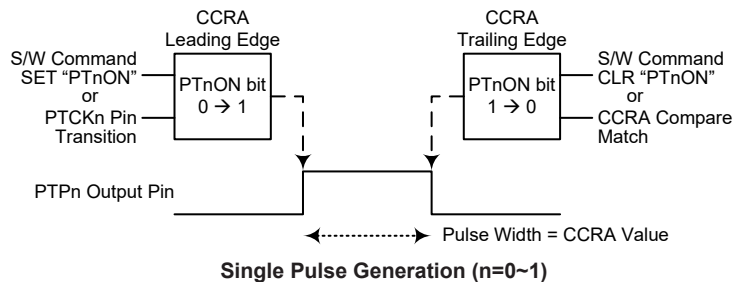 CCRA
Leading Edge
S/W Command
SET "PTnON"
or
PTCKn Pin
Transition
PTnON bit
0 → 1
CCRA
Trailing Edge
PTnON bit
1 → 0
S/W Command
CLR "PTnON"
or
CCRA Compare
Match
PTPn Output Pin
Pulse Width = CCRA Value
Single Pulse Generation (n=0~1)